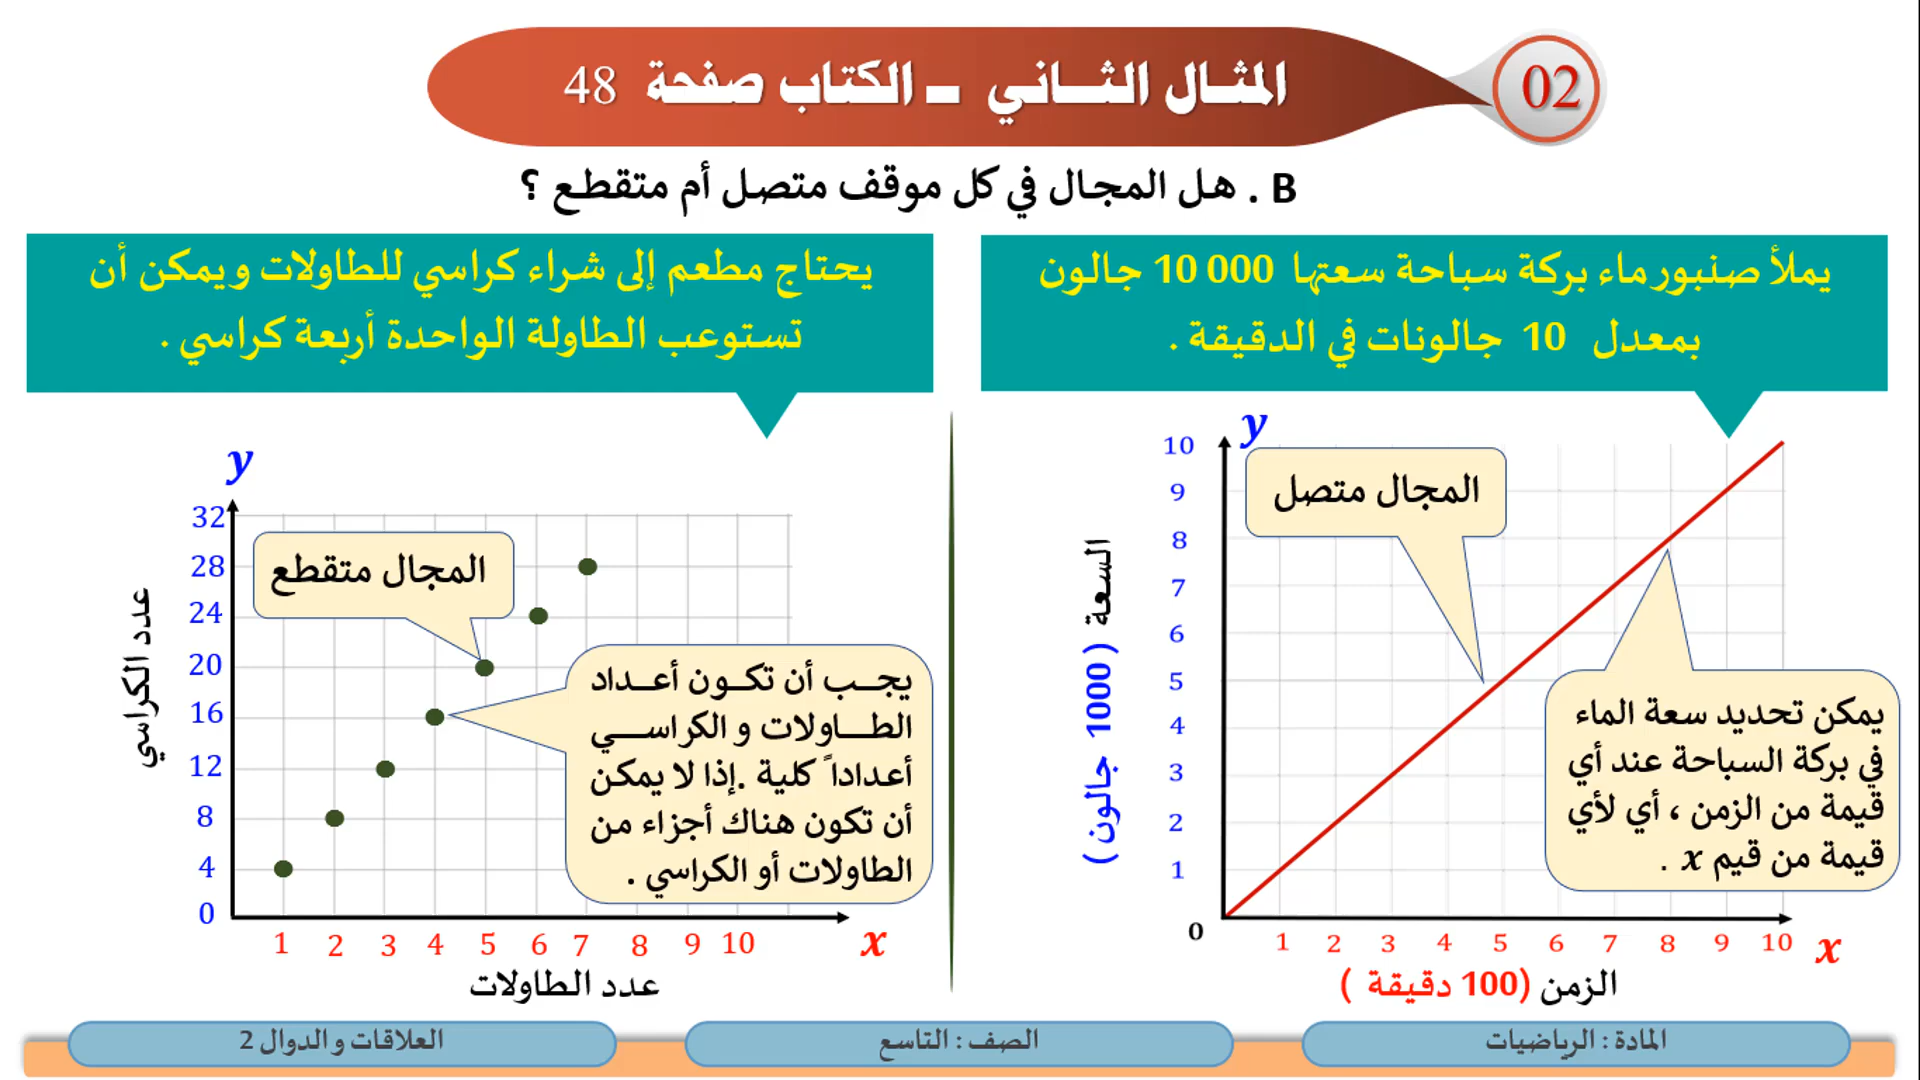 02
المثال الثاني - الكتاب صفحة 48
B . هل المجال في كل موقف متصل أم متقطع ؟
يملأ صنبور ماء بركة سباحة سعتها 000 10 جالون
بمعدل 10 جالونات في الدقيقة .
يحتاج مطعم إلى شراء كراسي للطاولات ويمكن أن
تستوعب الطاولة الواحدة أربعة كراسي .
y
10
9
8
7
6
5
4
3
2
1
0
السعة ( 1000 جالون )
المجال متصل
يمكن تحديد سعة الماء
في بركة السباحة عند أي
قيمة من الزمن ، أي لأي
قيمة من قيم x .
1 2 3 4 5 6 7 8 9 10 x
الزمن (100 دقيقة )
y
32
28
24
20
16
12
8
4
0
عدد الكراسي
المجال متقطع
يجب أن تكون أعداد
الطاولات و الكراسي
أعداداً كلية .إذا لا يمكن
أن تكون هناك أجزاء من
الطاولات أو الكراسي .
1 2 3 4 5 6 7 8 9 10 x
عدد الطاولات
المادة : الرياضيات
الصف : التاسع
العلاقات و الدوال 2